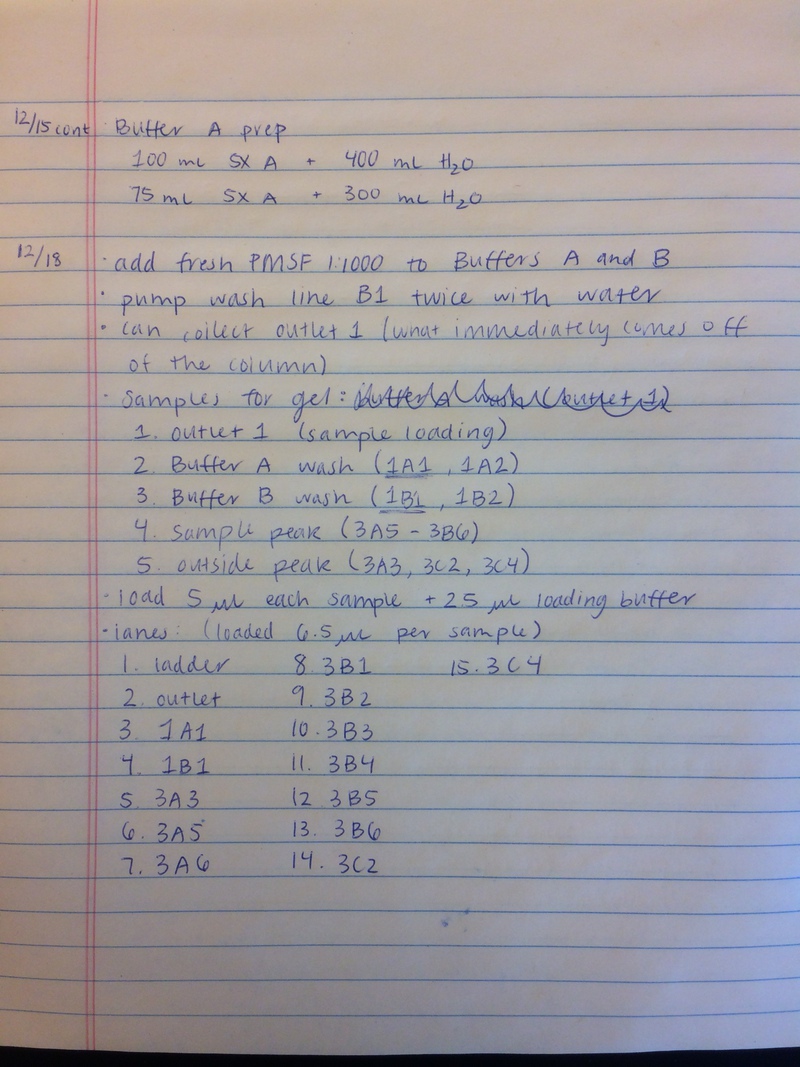 12/15 cont Buffer A prep
100 mL 5X A + 400 mL H₂O
75 mL 5X A + 300 mL H₂O
12/18 · add fresh PMSF 1:1000 to Buffers A and B
· pump wash line B1 twice with water
· can collect outlet 1 (what immediately comes off
of the column)
· samples for gel:
1. outlet 1 (sample loading)
2. Buffer A wash (1A1, 1A2)
3. Buffer B wash (1B1, 1B2)
4. sample peak (3A5 - 3B6)
5. outside peak (3A3, 3C2, 3C4)
· load 5 µL each sample + 25 µL loading buffer
· lanes: (loaded 6.5 µL per sample)
1. ladder 8. 3B1 15. 3C4
2. outlet 9. 3B2
3. 1A1 10. 3B3
4. 1B1 11. 3B4
5. 3A3 12 3B5
6. 3A5 13. 3B6
7. 3A6 14. 3C2